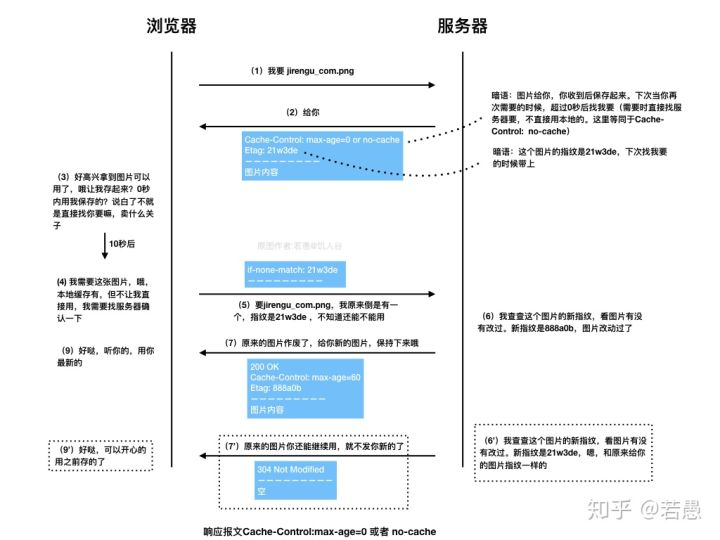 浏览器
服务器
（1）我要 jirengu_com.png
（2）给你
Cache-Control: max-age=0 or no-cache
Etag: 21w3de
－－－－－－－－－
图片内容
暗语：图片给你，你收到后保存起来。下次当你再
次需要的时候，超过0秒后找我要（需要时直接找服
务器要，不直接用本地的。这里等同于Cache-
Control: no-cache）
暗语：这个图片的指纹是21w3de，下次找我要
的时候带上
（3）好高兴拿到图片可以
用了，哦让我存起来？0秒
内用我保存的？说白了不就
是直接找你要嘛，卖什么关
子
10秒后
原图作者:若愚@饥人谷
(4) 我需要这张图片，哦，
本地缓存有，但不让我直
接用，我需要找服务器确
认一下
if-none-match: 21w3de
－－－－－－－－－
（5）要jirengu_com.png，我原来倒是有一
个，指纹是21w3de ，不知道还能不能用
（6）我查查这个图片的新指纹，看图片有没
有改过。新指纹是888a0b，图片改动过了
（7）原来的图片作废了，给你新的图片，保持下来哦
200 OK
Cache-Control: max-age=60
Etag: 888a0b
－－－－－－－－－
图片内容
（9）好哒，听你的，用你
最新的
（6'）我查查这个图片的新指纹，看图片有没
有改过。新指纹是21w3de，嗯，和原来给你
的图片指纹一样的
（7'）原来的图片你还能继续用，就不发你新的了
304 Not Modified
－－－－－－－－－
空
（9'）好哒，可以开心的
用之前存的了
知乎 @若愚
响应报文Cache-Control:max-age=0 或者 no-cache